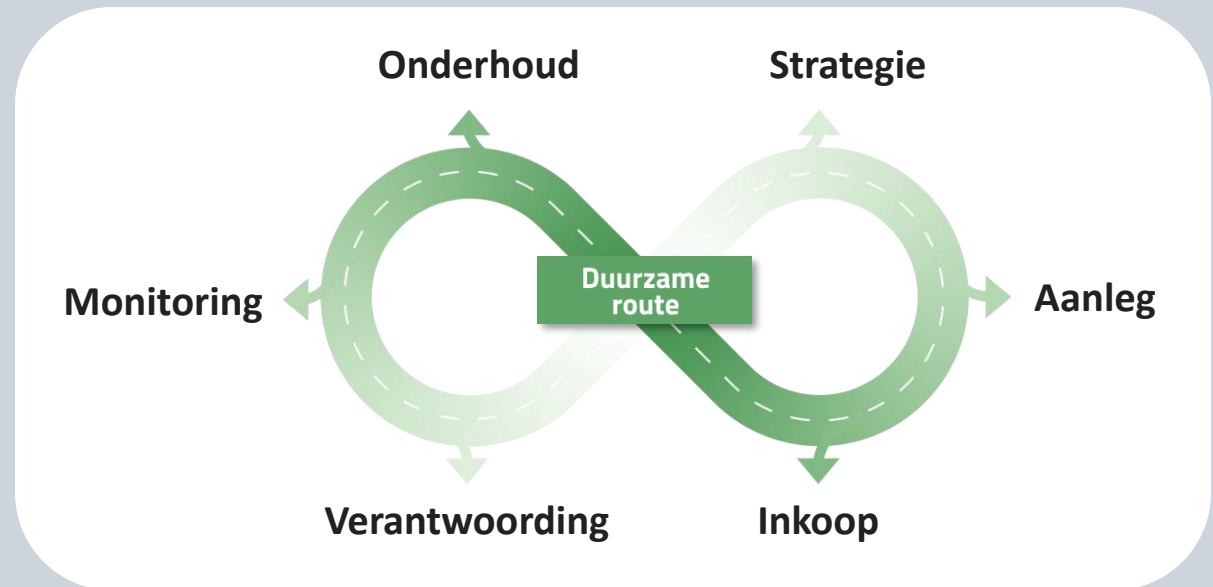 Onderhoud
Strategie
Monitoring
Duurzame
route
Aanleg
Verantwoording
Inkoop